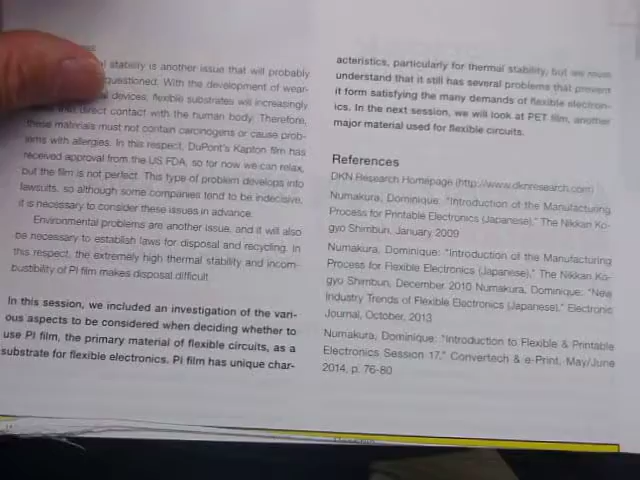 stability is another issue that will probably
questioned. With the development of wear-
devices, flexible substrates will increasingly
direct contact with the human body. Therefore,
these materials must not contain carcinogens or cause prob-
lems with allergies. In this respect, DuPont's Kapton film has
received approval from the US FDA, so for now we can relax,
but the film is not perfect. This type of problem develops into
lawsuits, so although some companies tend to be indecisive,
it is necessary to consider these issues in advance.
Environmental problems are another issue, and it will also
be necessary to establish laws for disposal and recycling. In
this respect, the extremely high thermal stability and incom-
bustibility of PI film makes disposal difficult.
In this session, we included an investigation of the vari-
ous aspects to be considered when deciding whether to
use PI film, the primary material of flexible circuits, as a
substrate for flexible electronics. PI film has unique char-
acteristics, particularly for thermal stability, but we must
understand that it still has several problems that prevent
it form satisfying the many demands of flexible electron-
ics. In the next session, we will look at PET film, another
major material used for flexible circuits.
References
DKN Research Homepage (http://www.dknresearch.com)
Numakura, Dominique: "Introduction of the Manufacturing
Process for Printable Electronics (Japanese)," The Nikkan Ko-
gyo Shimbun, January 2009
Numakura, Dominique: "Introduction of the Manufacturing
Process for Flexible Electronics (Japanese)," The Nikkan Ko-
gyo Shimbun, December 2010 Numakura, Dominique: "New
Industry Trends of Flexible Electronics (Japanese)," Electronic
Journal, October, 2013
Numakura, Dominique: "Introduction to Flexible & Printable
Electronics Session 17," Convertech & e-Print, May/June
2014, p. 76-80